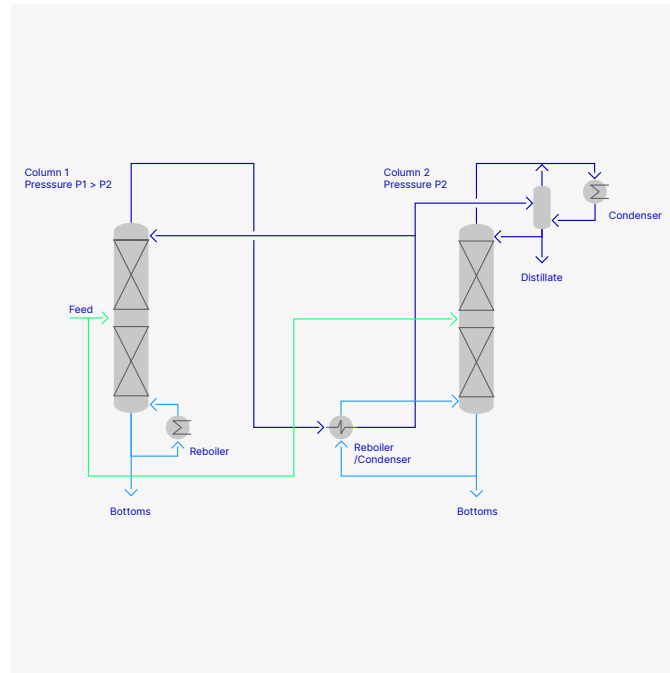 Column 1
Presssure P1 > P2
Column 2
Presssure P2
Condenser
Distillate
Feed
Reboiler
Reboiler
/Condenser
Bottoms
Bottoms